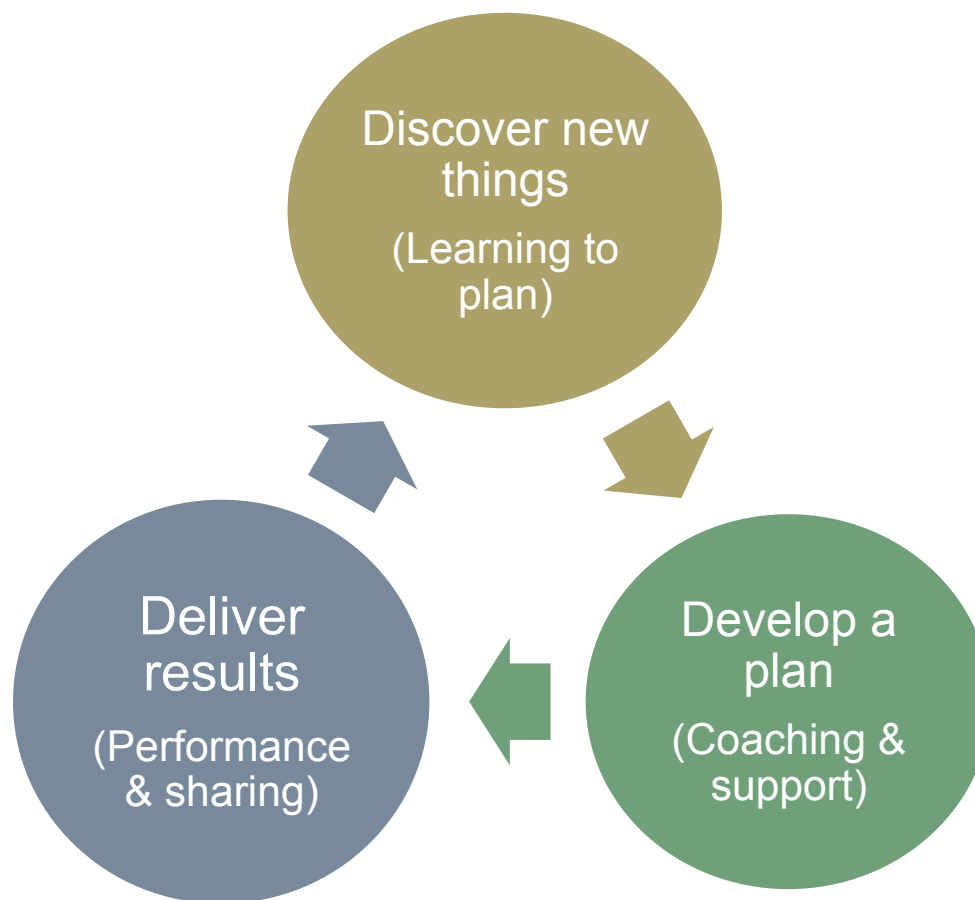 Discover new
things
(Learning to
plan)
Develop a
plan
(Coaching &
support)
Deliver
results
(Performance
& sharing)